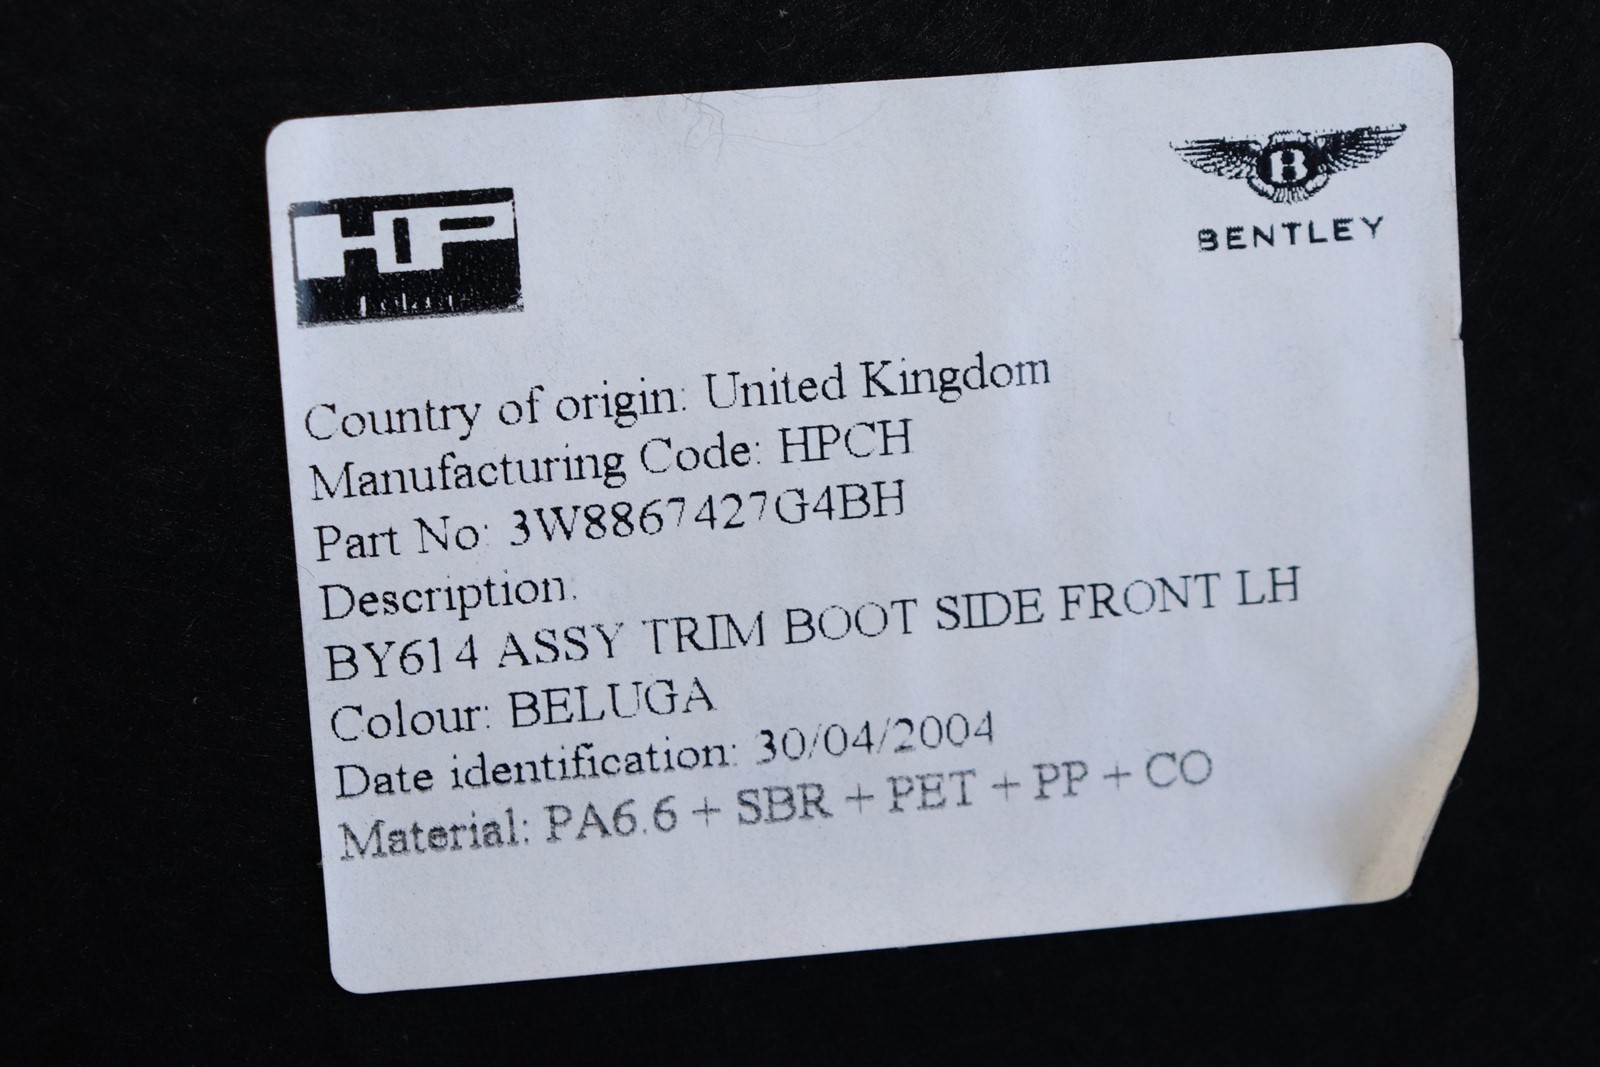 HP
B
BENTLEY
Country of origin: United Kingdom
Manufacturing Code: HPCH
Part No: 3W8867427G4BH
Description:
BY614 ASSY TRIM BOOT SIDE FRONT LH
Colour: BELUGA
Date identification: 30/04/2004
Material: PA6.6 + SBR + PET + PP + CO